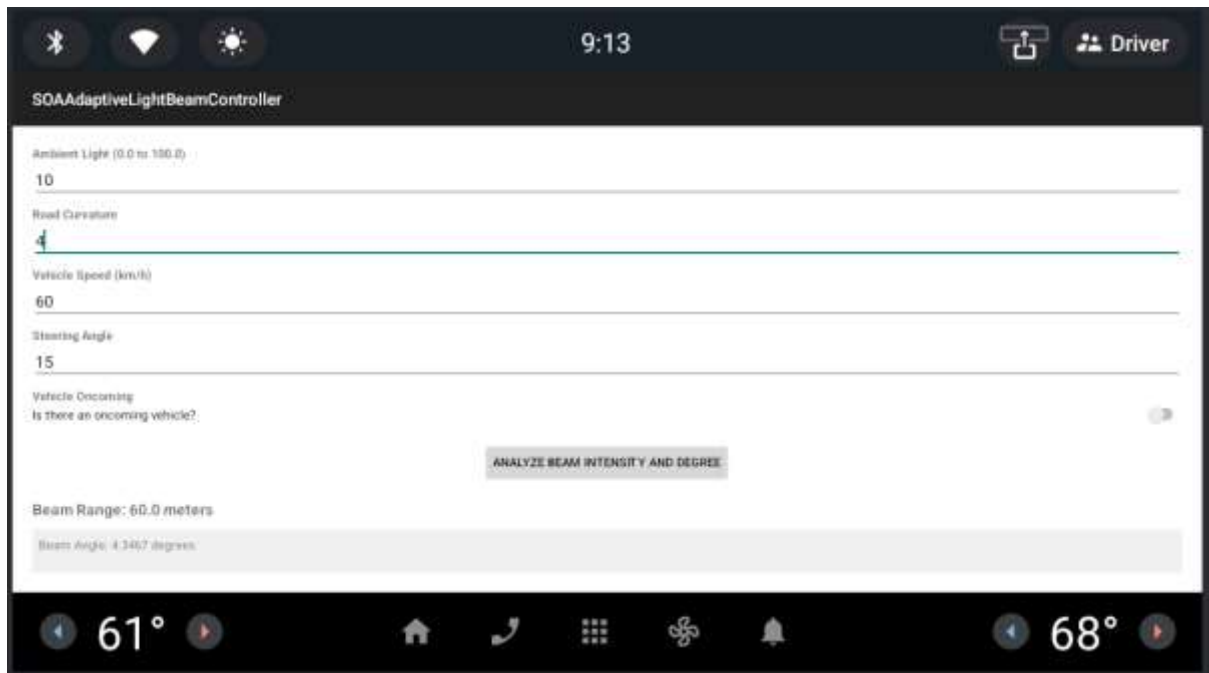 9:13
Driver
SOAAdaptiveLightBeamController
Ambient Light (0.0 to 100.0)
10
Road Curvature
4
Vehicle Speed (km/h)
60
Steering Angle
15
Vehicle Oncoming
Is there an oncoming vehicle?
ANALYZE BEAM INTENSITY AND DEGREE
Beam Range: 60.0 meters
Beam Angle: 4.3467 degrees
61°
68°